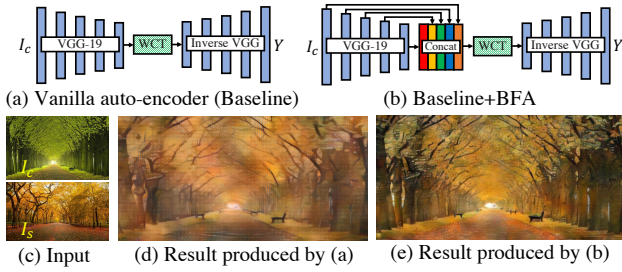 I_c VGG-19 WCT Inverse VGG Y
I_c VGG-19 Concat WCT Inverse VGG Y
(a) Vanilla auto-encoder (Baseline)
(b) Baseline+BFA
I_c
I_s
(c) Input
(d) Result produced by (a)
(e) Result produced by (b)